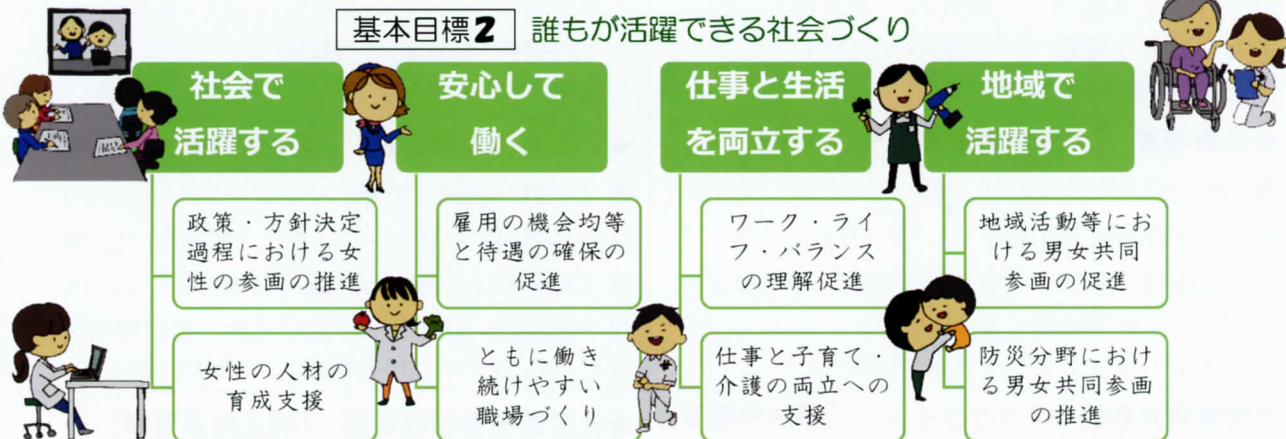 基本目標2 誰もが活躍できる社会づくり
社会で
活躍する
政策・方針決定
過程における女
性の参画の推進
女性の人材の
育成支援
安心して
働く
雇用の機会均等
と待遇の確保の
促進
ともに働き
続けやすい
職場づくり
仕事と生活
を両立する
ワーク・ライ
フ・バランス
の理解促進
仕事と子育て・
介護の両立への
支援
地域で
活躍する
地域活動等にお
ける男女共同
参画の促進
防災分野におけ
る男女共同参画
の推進